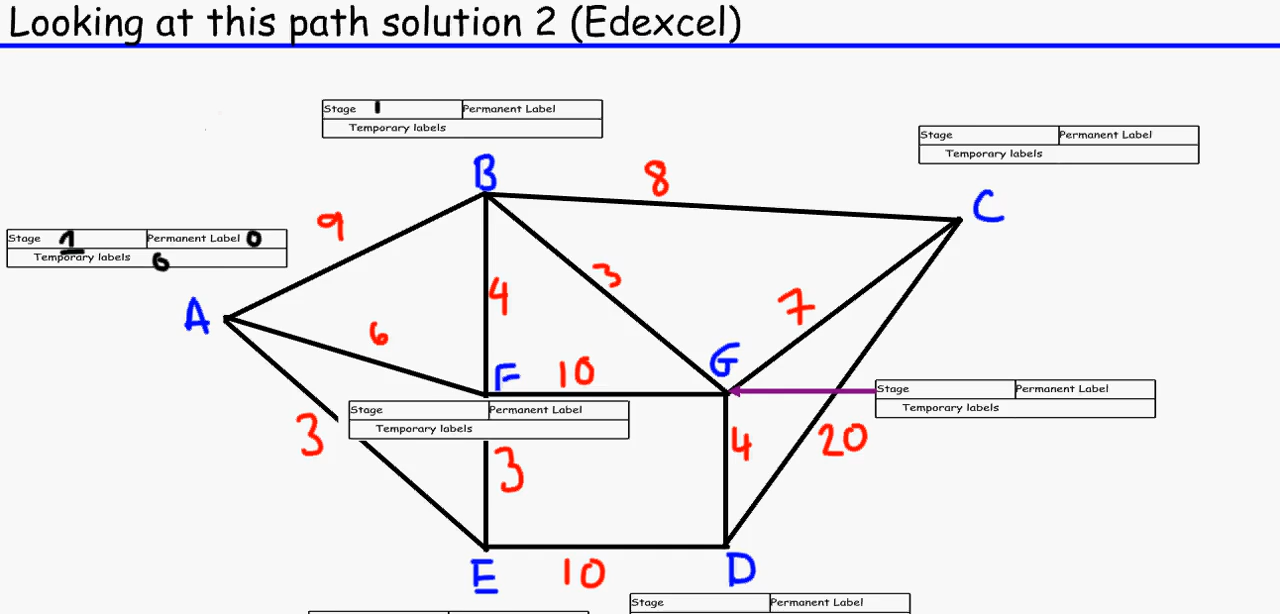 Looking at this path solution 2 (Edexcel)
Stage 1 Permanent Label
Temporary labels
Stage Permanent Label
Temporary labels
B
8
C
9
Stage 1 Permanent Label 0
Temporary labels 0
3
4
7
A
6
F
10
G
Stage Permanent Label
Temporary labels
Stage Permanent Label
Temporary labels
3
3
4
20
E
10
D
Stage Permanent Label